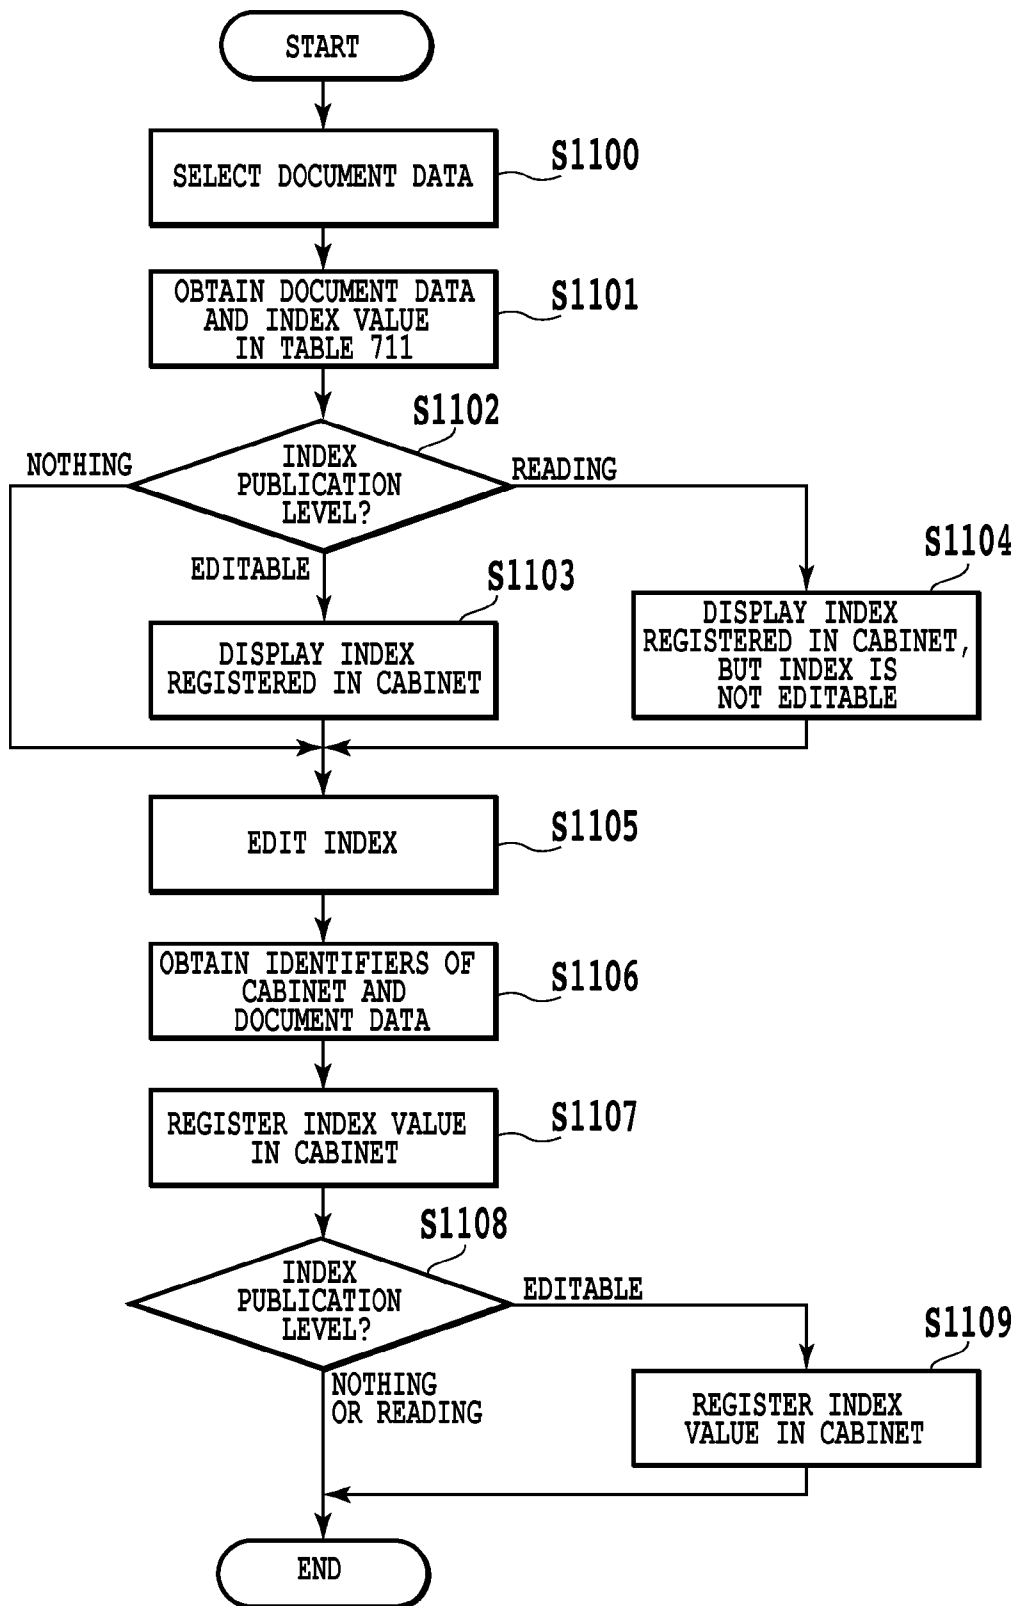 START
SELECT DOCUMENT DATA
S1100
OBTAIN DOCUMENT DATA
AND INDEX VALUE
IN TABLE 711
S1101
S1102
INDEX
PUBLICATION
LEVEL?
NOTHING
READING
EDITABLE
S1103
DISPLAY INDEX
REGISTERED IN CABINET
S1104
DISPLAY INDEX
REGISTERED IN CABINET,
BUT INDEX IS
NOT EDITABLE
EDIT INDEX
S1105
OBTAIN IDENTIFIERS OF
CABINET AND
DOCUMENT DATA
S1106
REGISTER INDEX VALUE
IN CABINET
S1107
S1108
INDEX
PUBLICATION
LEVEL?
EDITABLE
NOTHING
OR READING
S1109
REGISTER INDEX
VALUE IN CABINET
END